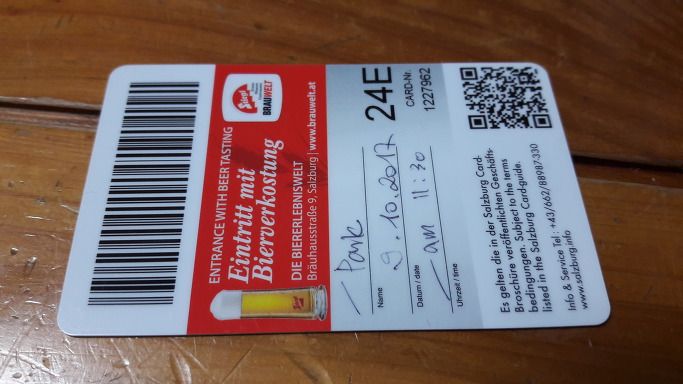 Stiegl
BRAUWELT
ENTRANCE WITH BEER TASTING
Eintritt mit
Bierverkostung
DIE BIERERLEBNISWELT
Bräuhausstraße 9, Salzburg | www.brauwelt.at
24E
CARD-Nr.
1227962
Park
Name
9.10.2017
Datum / date
am 11:30
Uhrzeit / time
Es gelten die in der Salzburg Card-
Broschüre veröffentlichten Geschäfts-
bedingungen. Subject to the terms
listed in the Salzburg Card-guide.
Info & Service Tel.: +43/662/88987-330
www.salzburg.info